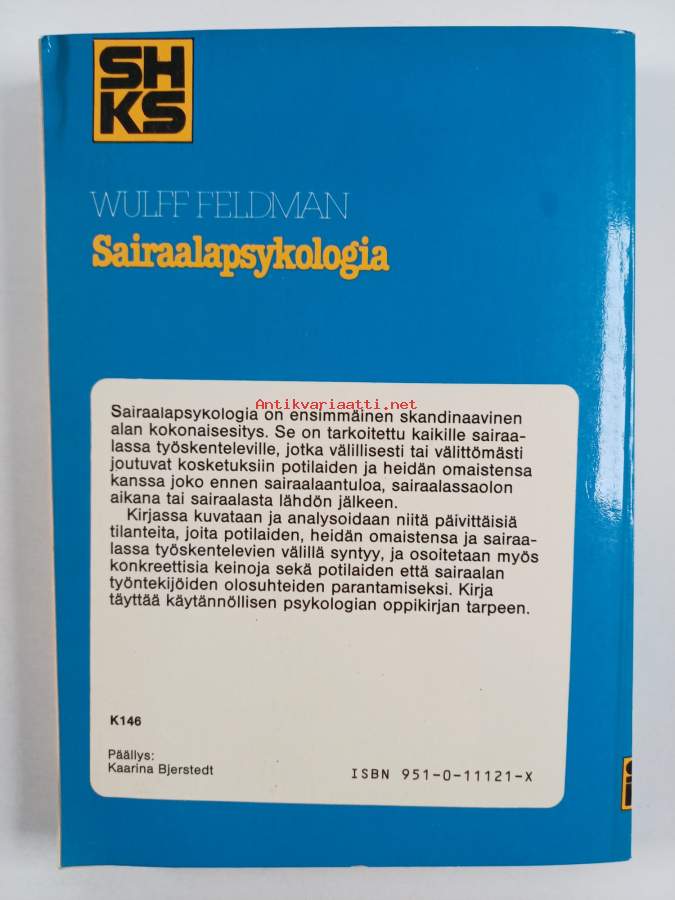 SH
KS
WULFF FELDMAN
Sairaalapsykologia
Antikvariaatti.net
Sairaalapsykologia on ensimmäinen skandinaavinen
alan kokonaisesitys. Se on tarkoitettu kaikille sairaa-
lassa työskenteleville, jotka välillisesti tai välittömästi
joutuvat kosketuksiin potilaiden ja heidän omaistensa
kanssa joko ennen sairaalaantuloa, sairaalassaolon
aikana tai sairaalasta lähdön jälkeen.
Kirjassa kuvataan ja analysoidaan niitä päivittäisiä
tilanteita, joita potilaiden, heidän omaistensa ja sairaa-
lassa työskentelevien välillä syntyy, ja osoitetaan myös
konkreettisia keinoja sekä potilaiden että sairaalan
työntekijöiden olosuhteiden parantamiseksi. Kirja
täyttää käytännöllisen psykologian oppikirjan tarpeen.
K146
Päällys:
Kaarina Bjerstedt
ISBN 951-0-11121-X